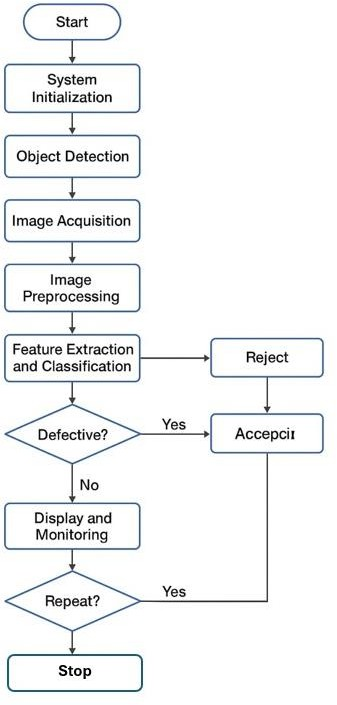 Start
System
Initialization
Object Detection
Image Acquisition
Image
Preprocessing
Feature Extraction
and Classification
Reject
Defective?
Yes
Accepciɪ
No
Display and
Monitoring
Repeat?
Yes
Stop